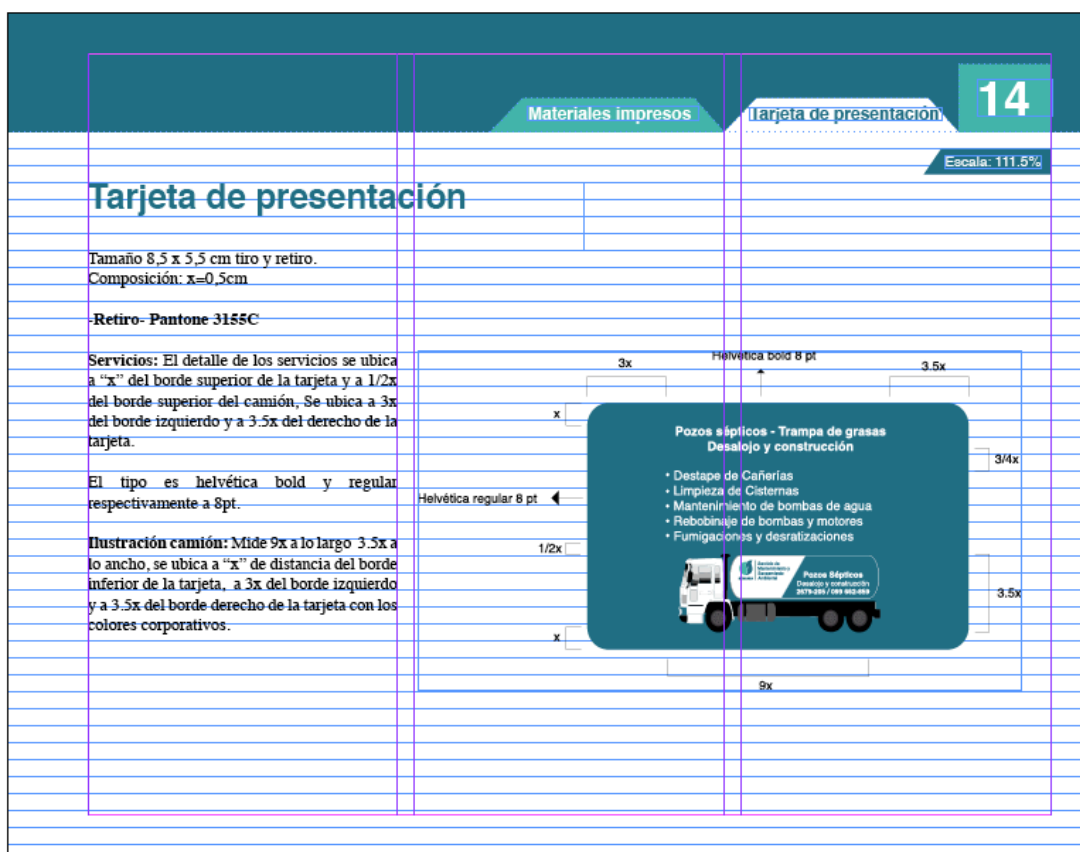 Materiales impresos
Tarjeta de presentación
14
Escala: 111.5%
Tarjeta de presentación
Tamaño 8,5 x 5,5 cm tiro y retiro.
Composición: x=0,5cm
-Retiro- Pantone 3155C
Servicios: El detalle de los servicios se ubica
a “x” del borde superior de la tarjeta y a 1/2x
del borde superior del camión, Se ubica a 3x
del borde izquierdo y a 3.5x del derecho de la
tarjeta.
El tipo es helvética bold y regular
respectivamente a 8pt.
Ilustración camión: Mide 9x a lo largo 3.5x a
lo ancho, se ubica a “x” de distancia del borde
inferior de la tarjeta, a 3x del borde izquierdo
y a 3.5x del borde derecho de la tarjeta con los
colores corporativos.
3x
Helvética bold 8 pt
3.5x
x
Pozos sépticos - Trampa de grasas
Desalojo y construcción
3/4x
• Destape de Cañerías
• Limpieza de Cisternas
• Mantenimiento de bombas de agua
• Rebobinaje de bombas y motores
• Fumigaciones y desratizaciones
Helvética regular 8 pt
1/2x
Servicio de
Mantenimiento y
Saneamiento
Ambiental
Pozos Sépticos
Desalojo y construcción
3.5x
x
9x